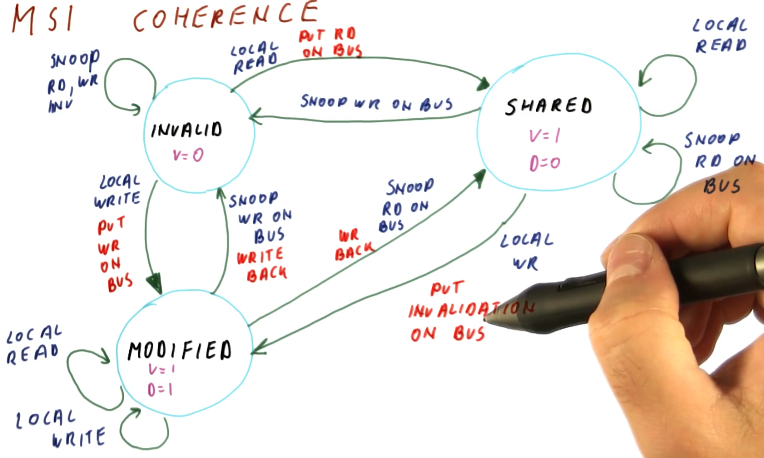 MSI COHERENCE
SNOOP
RD, WR
INV
LOCAL
READ
PUT RD
ON BUS
LOCAL
READ
SNOOP WR ON BUS
INVALID
V=0
SHARED
V=1
D=0
SNOOP
RD ON
BUS
LOCAL
WRITE
PUT
WR
ON
BUS
SNOOP
WR ON
BUS
WRITE
BACK
SNOOP
RD ON
BUS
WR
BACK
LOCAL
WR
PUT
INVALIDATION
ON BUS
MODIFIED
V=1
D=1
LOCAL
READ
LOCAL
WRITE